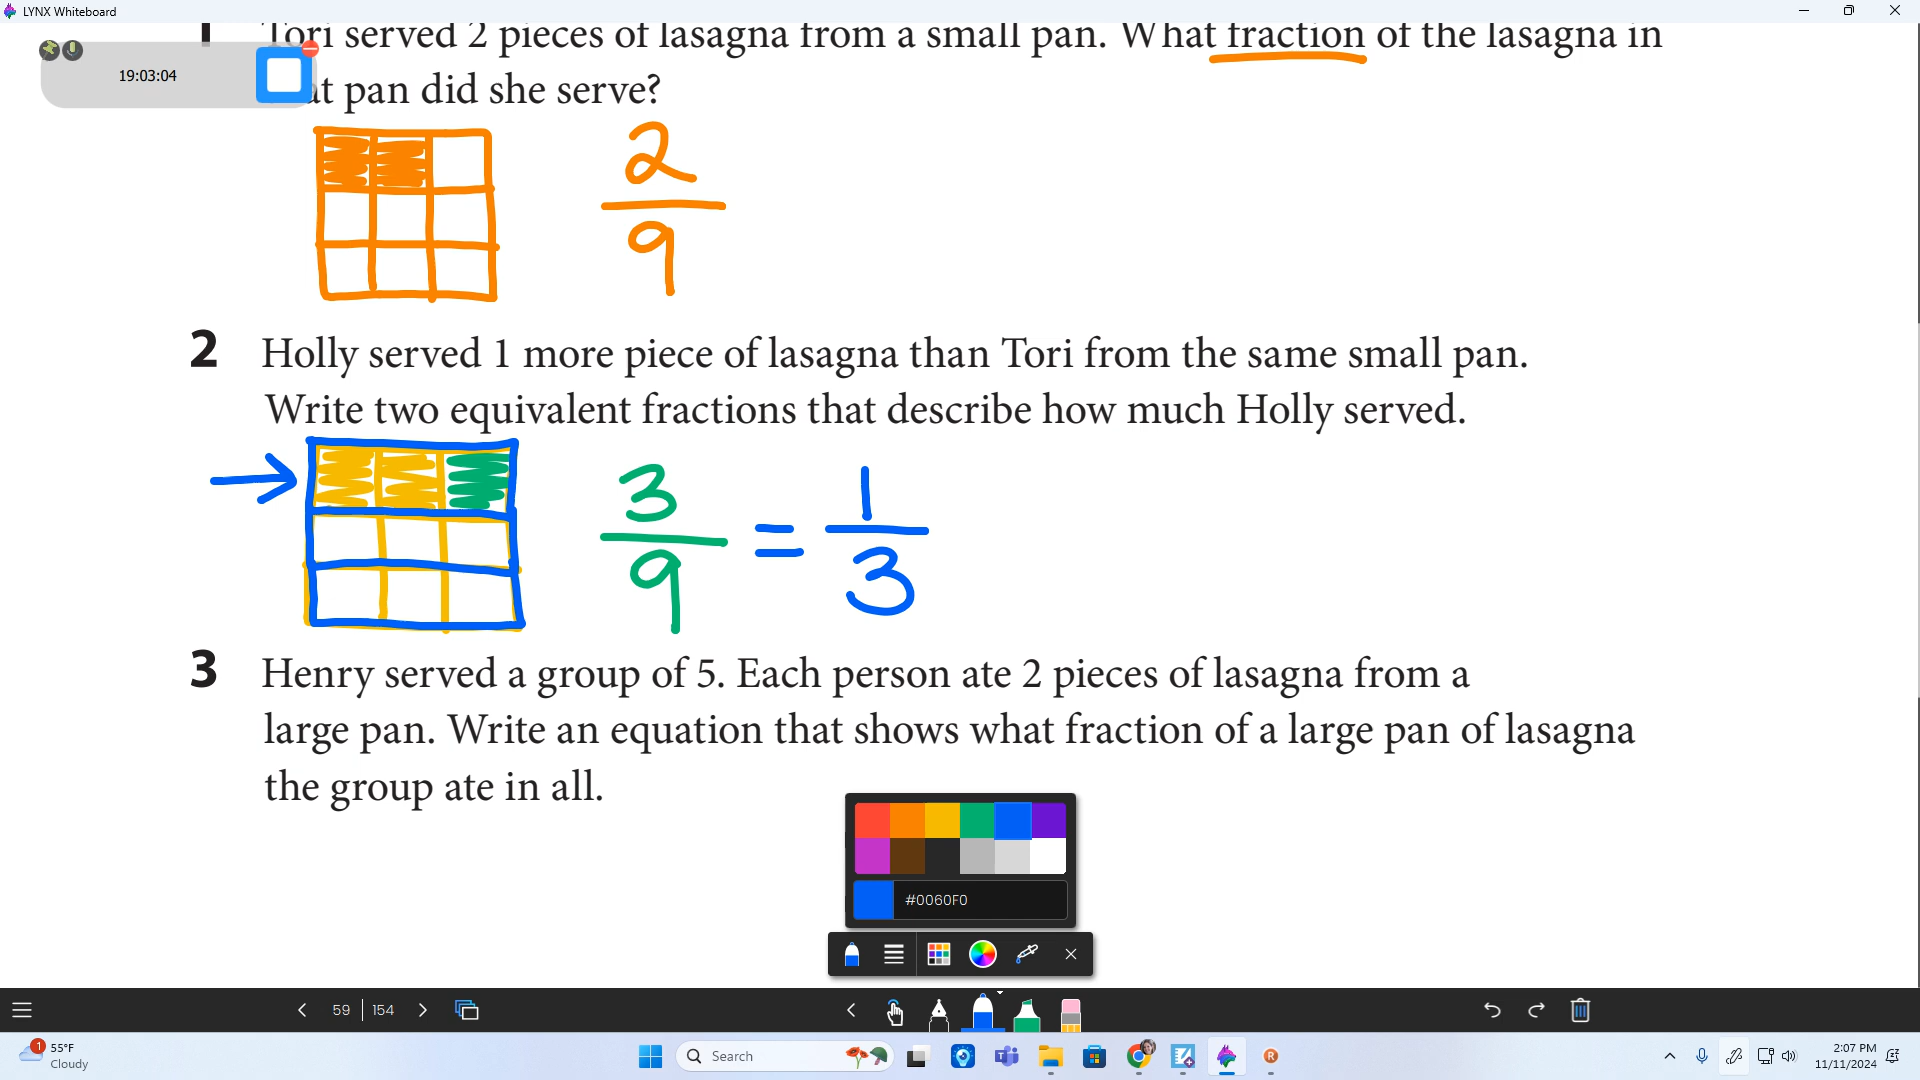 LYNX Whiteboard
1 Tori served 2 pieces of lasagna from a small pan. What fraction of the lasagna in
19:03:04
pan did she serve?
2
9
2 Holly served 1 more piece of lasagna than Tori from the same small pan.
Write two equivalent fractions that describe how much Holly served.
3 1
=
9 3
3 Henry served a group of 5. Each person ate 2 pieces of lasagna from a
large pan. Write an equation that shows what fraction of a large pan of lasagna
the group ate in all.
#0060F0
59 154
1 55°F
Cloudy
Search
2:07 PM
11/11/2024